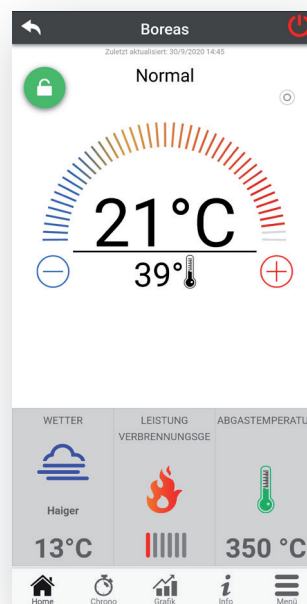 Boreas
Zuletzt aktualisiert: 30/9/2020 14:45
Normal
21°C
39°
WETTER
LEISTUNG
VERBRENNUNGSGE
ABGASTEMPERATU
Haiger
13°C
350 °C
Home
Chrono
Grafik
Info
Menü